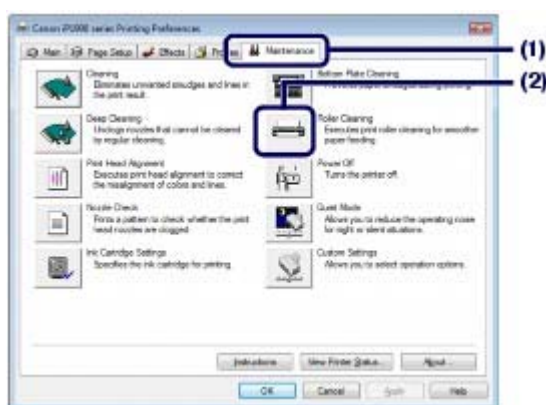 Canon iP2000 series Printing Preferences
Main Page Setup Effects Maintenance
(1)
(2)
Cleaning
Eliminates unwanted smudges and lines in
the print result.
Bottom Plate Cleaning
Deep Cleaning
Unclogs nozzles that cannot be cleared
by regular cleaning.
Roller Cleaning
Executes print roller cleaning for smoother
paper feeding.
Print Head Alignment
Executes print head alignment to correct
the misalignment of colors and lines.
Power Off
Turns the printer off.
Nozzle Check
Prints a pattern to check whether the print
head nozzles are clogged.
Quiet Mode
Allows you to reduce the operating noise
for night or silent situations.
Ink Cartridge Settings
Specifies the ink cartridge for printing.
Custom Settings
Allows you to select operation options.
Instructions View Printer Status... About...
OK Cancel Apply Help